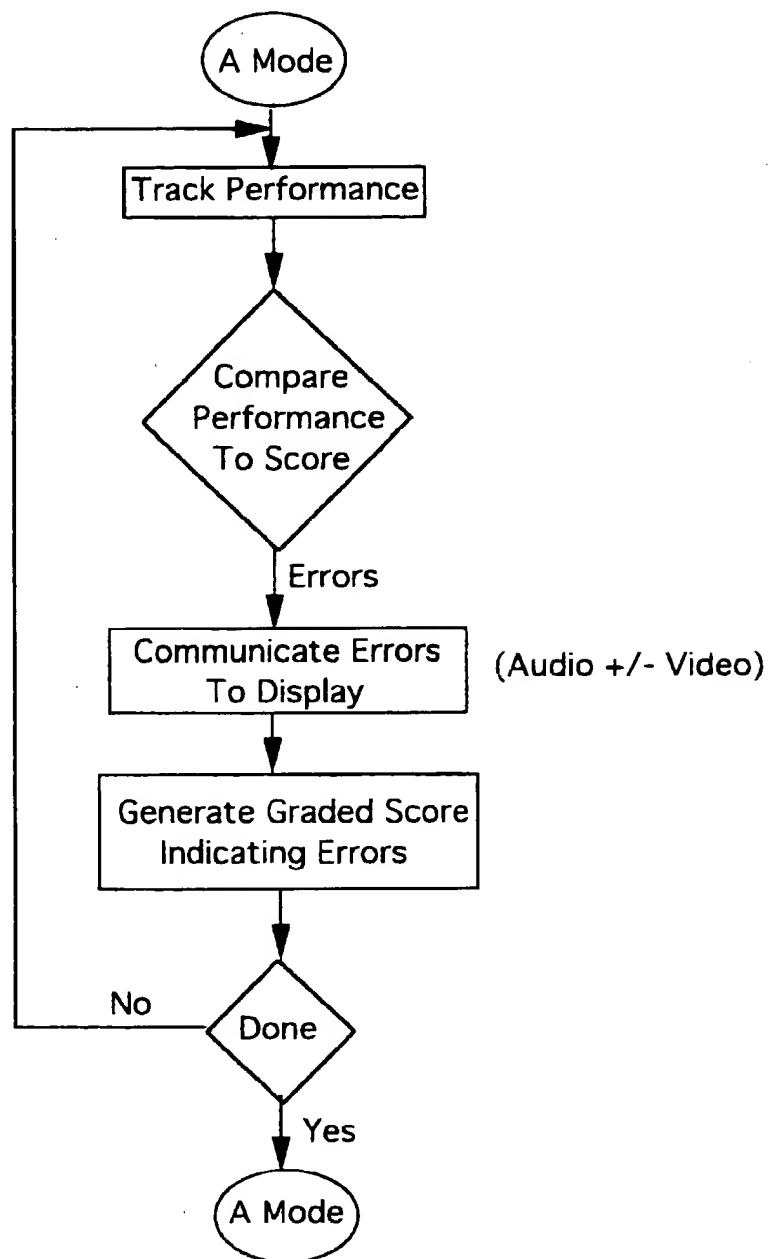 A Mode
Track Performance
Compare
Performance
To Score
Errors
Communicate Errors
To Display
(Audio +/- Video)
Generate Graded Score
Indicating Errors
No
Done
Yes
A Mode